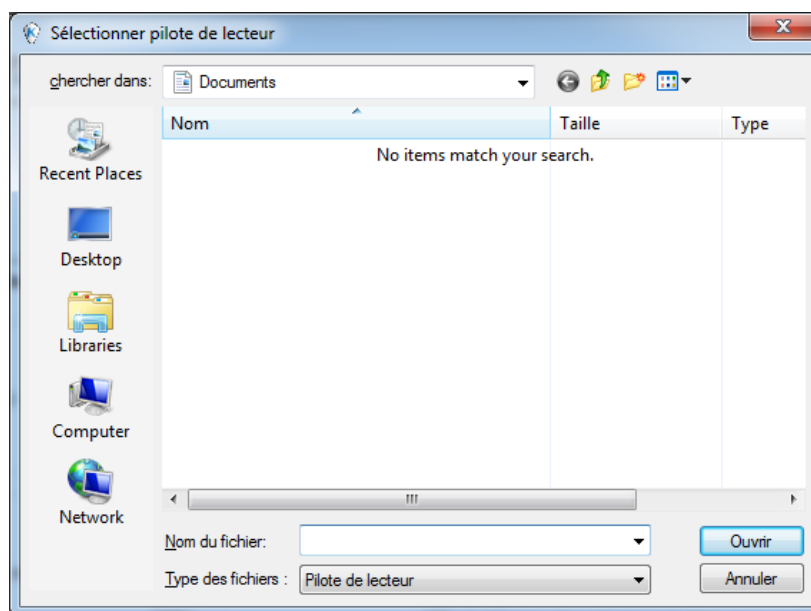 Sélectionner pilote de lecteur
chercher dans: Documents
Nom Taille Type
No items match your search.
Recent Places
Desktop
Libraries
Computer
Network
Nom du fichier: Ouvrir
Type des fichiers : Pilote de lecteur Annuler